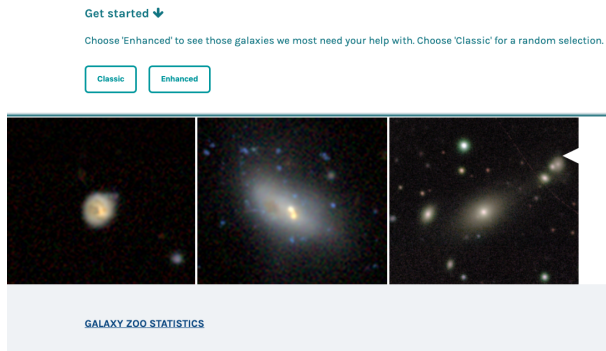 Get started
Choose 'Enhanced' to see those galaxies we most need your help with. Choose 'Classic' for a random selection.
Classic
Enhanced
GALAXY ZOO STATISTICS